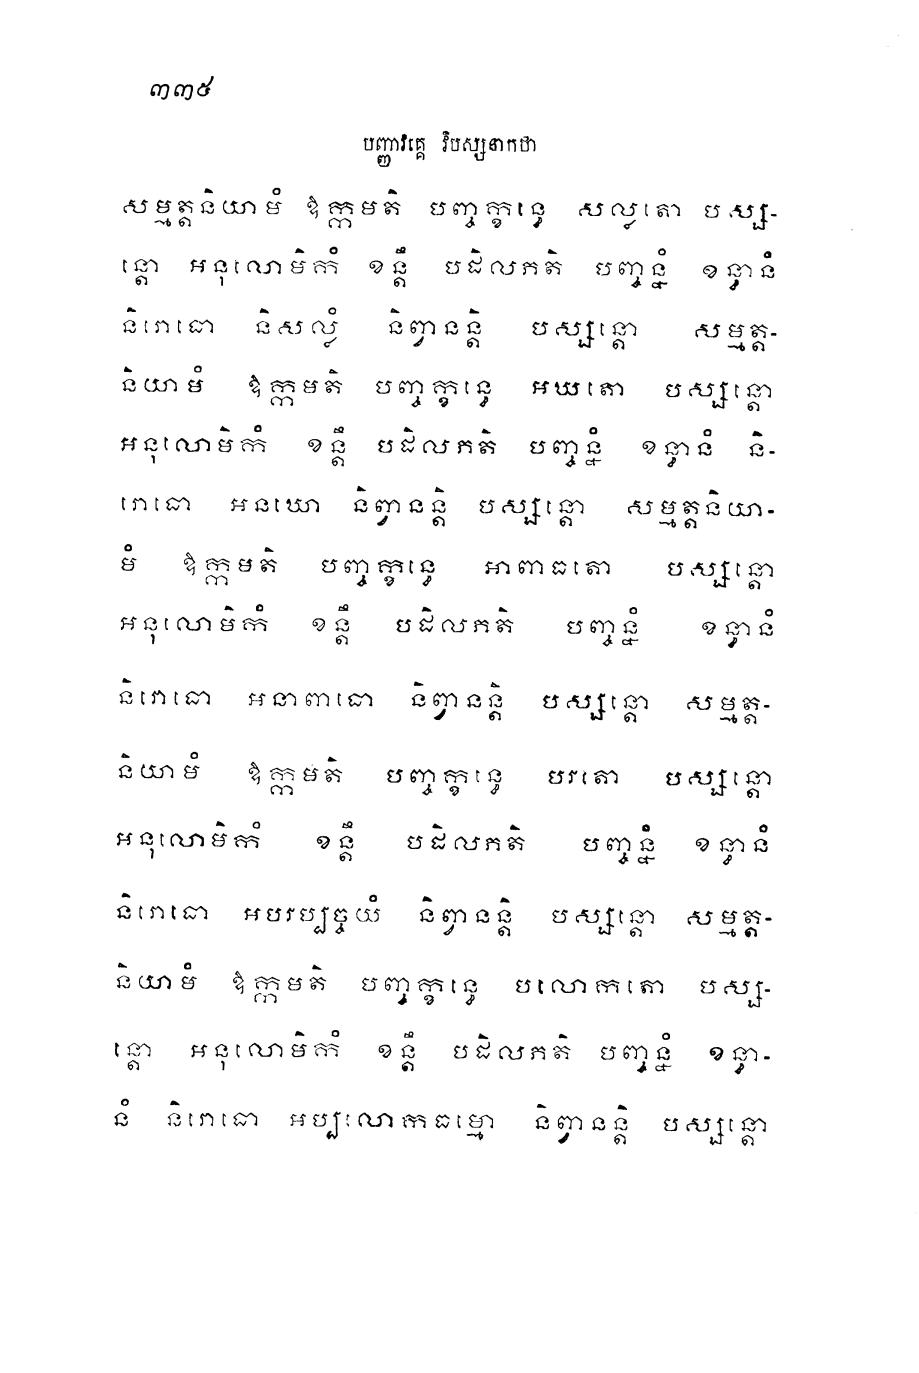 ៣៣៥
បញ្ញាវគ្គេ វិបស្សនាកថា
សម្មត្តនិយាមំ ឱក្កមតិ បញ្ចក្ខន្ធេ សល្លតោ បស្ស-
ន្តោ អនុលោមិកំ ខន្តឹ បដិលភតិ បញ្ចន្នំ ខន្ធានំ
និរោធោ និសល្លំ និព្វានន្តិ បស្សន្តោ សម្មត្ត-
និយាមំ ឱក្កមតិ បញ្ចក្ខន្ធេ អឃតោ បស្សន្តោ
អនុលោមិកំ ខន្តឹ បដិលភតិ បញ្ចន្នំ ខន្ធានំ និ-
រោធោ អនឃោ និព្វានន្តិ បស្សន្តោ សម្មត្តនិយា-
មំ ឱក្កមតិ បញ្ចក្ខន្ធេ អាពាធតោ បស្សន្តោ
អនុលោមិកំ ខន្តឹ បដិលភតិ បញ្ចន្នំ ខន្ធានំ
និរោធោ អនាពាធោ និព្វានន្តិ បស្សន្តោ សម្មត្ត-
និយាមំ ឱក្កមតិ បញ្ចក្ខន្ធេ បរតោ បស្សន្តោ
អនុលោមិកំ ខន្តឹ បដិលភតិ បញ្ចន្នំ ខន្ធានំ
និរោធោ អបរប្បច្ចយំ និព្វានន្តិ បស្សន្តោ សម្មត្ត-
និយាមំ ឱក្កមតិ បញ្ចក្ខន្ធេ បលោកតោ បស្ស-
ន្តោ អនុលោមិកំ ខន្តឹ បដិលភតិ បញ្ចន្នំ ខន្ធា-
នំ និរោធោ អប្បលោកធម្មោ និព្វានន្តិ បស្សន្តោ